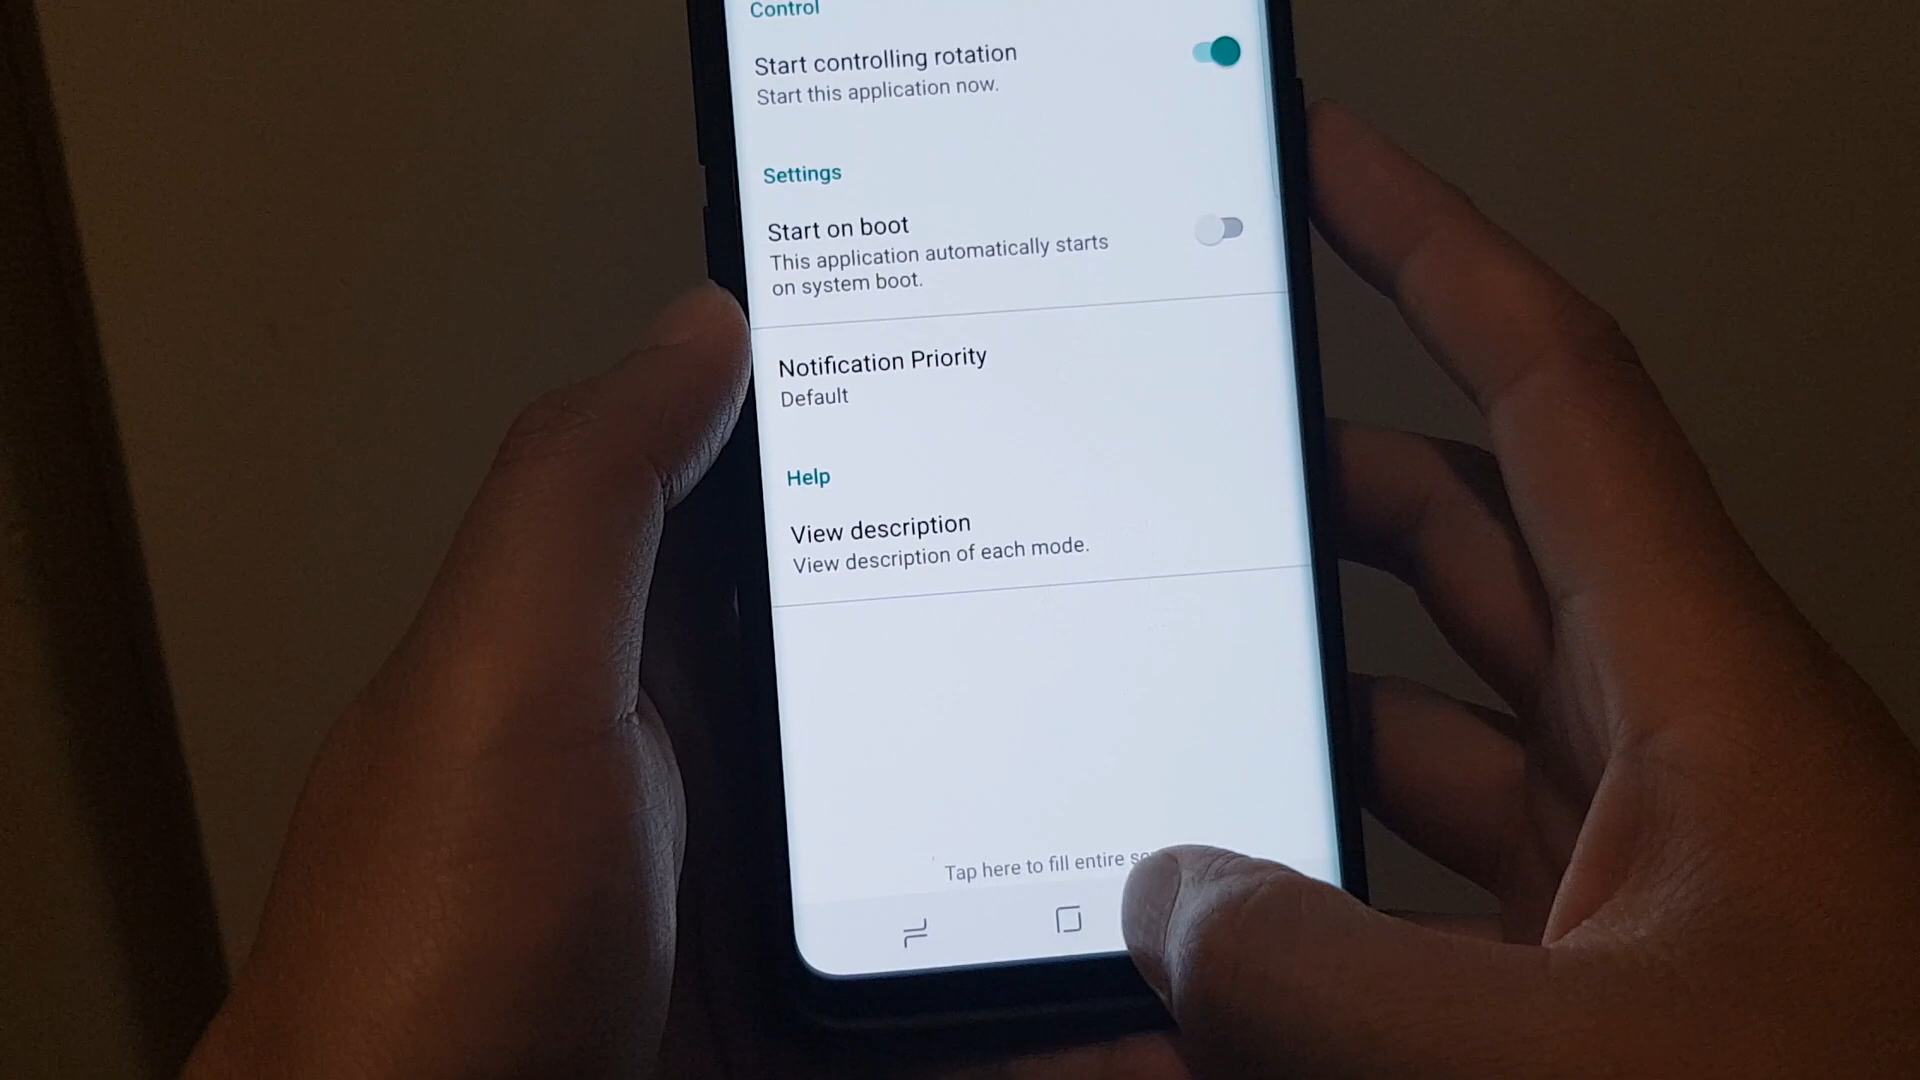 Control
Start controlling rotation
Start this application now.
Settings
Start on boot
This application automatically starts
on system boot.
Notification Priority
Default
Help
View description
View description of each mode.
Tap here to fill entire